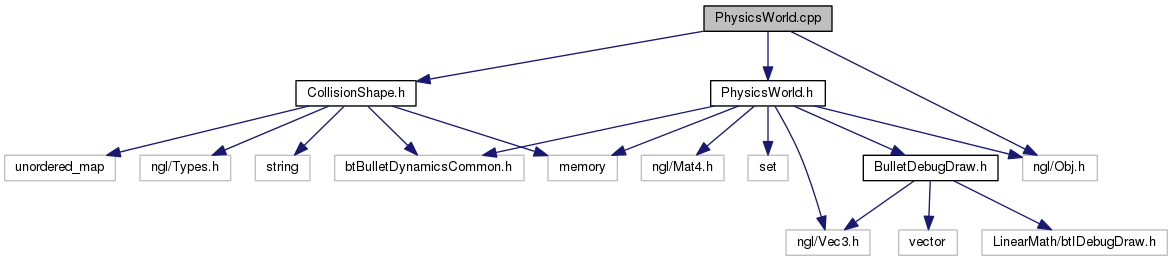 PhysicsWorld.cpp
CollisionShape.h
PhysicsWorld.h
unordered_map
ngl/Types.h
string
btBulletDynamicsCommon.h
memory
ngl/Mat4.h
set
BulletDebugDraw.h
ngl/Obj.h
ngl/Vec3.h
vector
LinearMath/btIDebugDraw.h